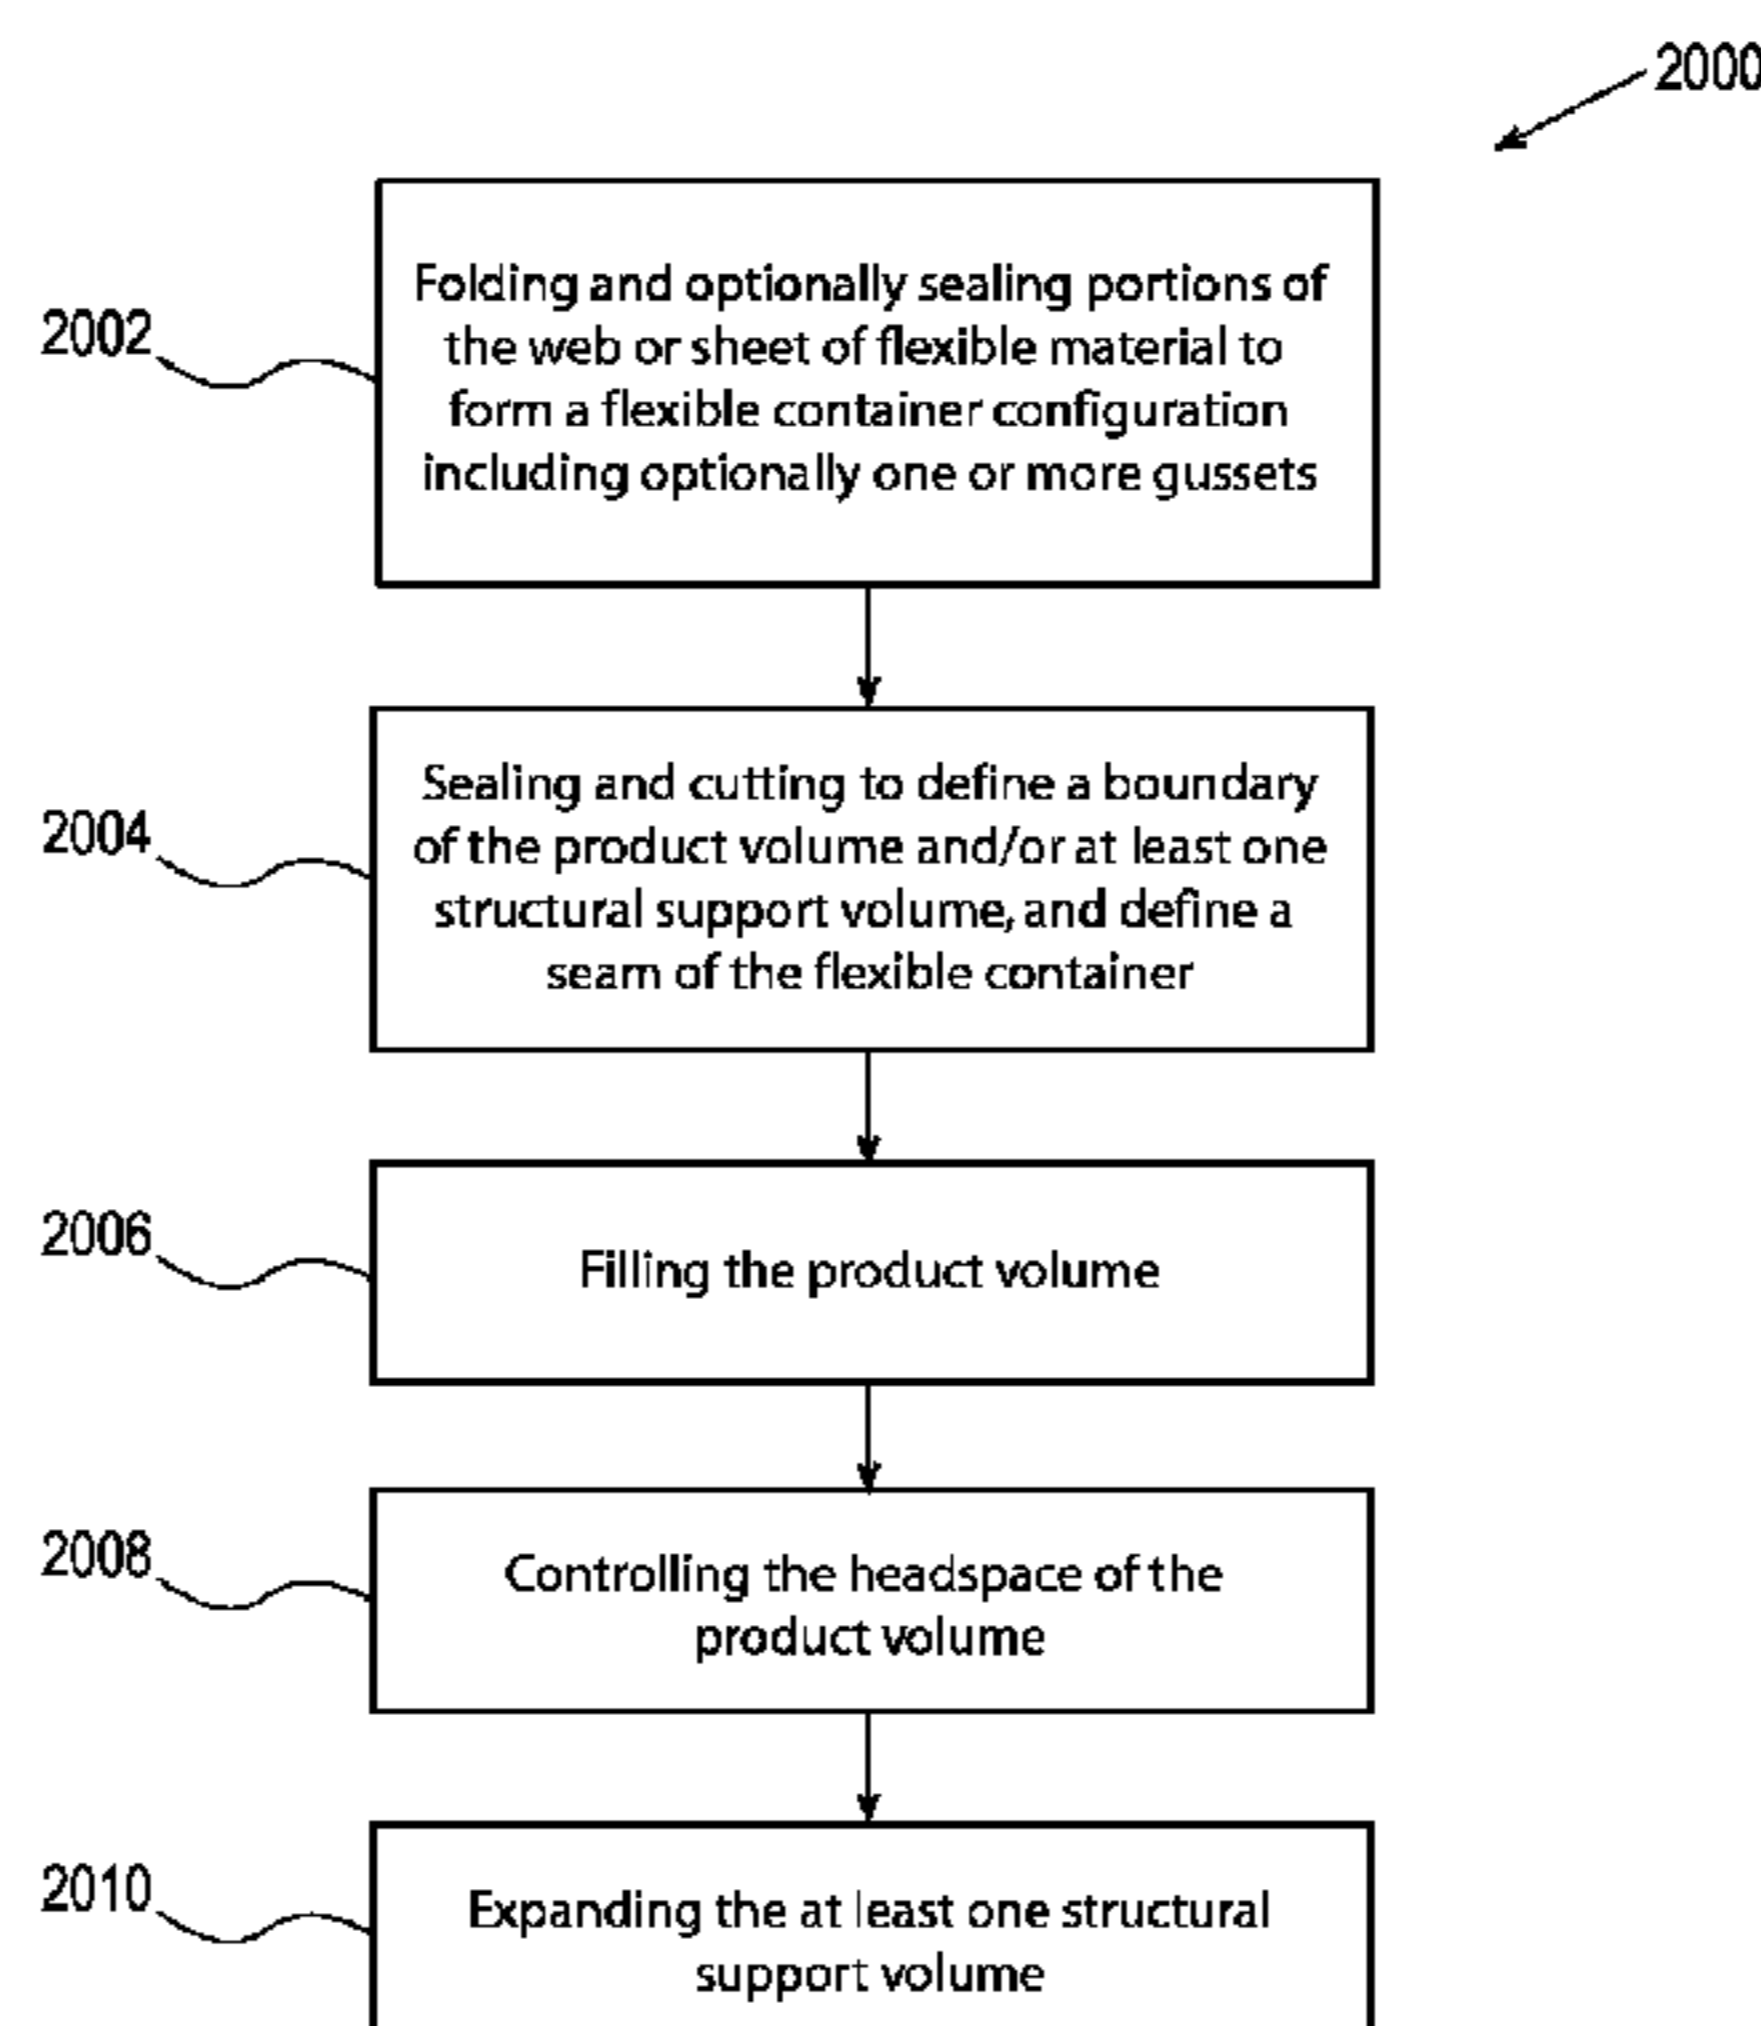 2000
2002
Folding and optionally sealing portions of
the web or sheet of flexible material to
form a flexible container configuration
including optionally one or more gussets
2004
Sealing and cutting to define a boundary
of the product volume and/or at least one
structural support volume, and define a
seam of the flexible container
2006
Filling the product volume
2008
Controlling the headspace of the
product volume
2010
Expanding the at least one structural
support volume